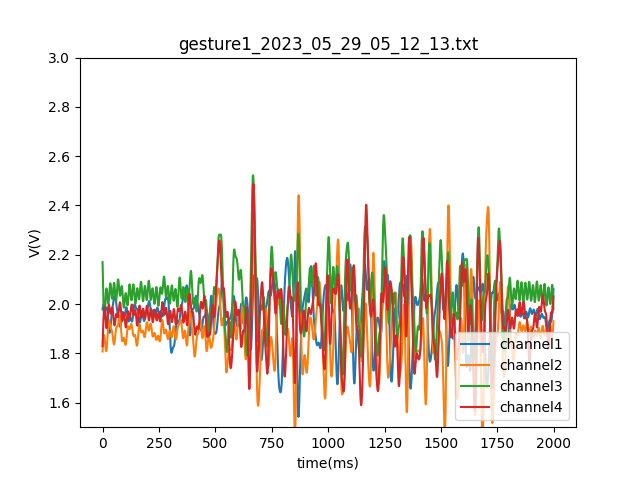 gesture1_2023_05_29_05_12_13.txt
3.0
2.8
2.6
2.4
2.2
2.0
1.8
1.6
V(V)
channel1
channel2
channel3
channel4
0 250 500 750 1000 1250 1500 1750 2000
time(ms)